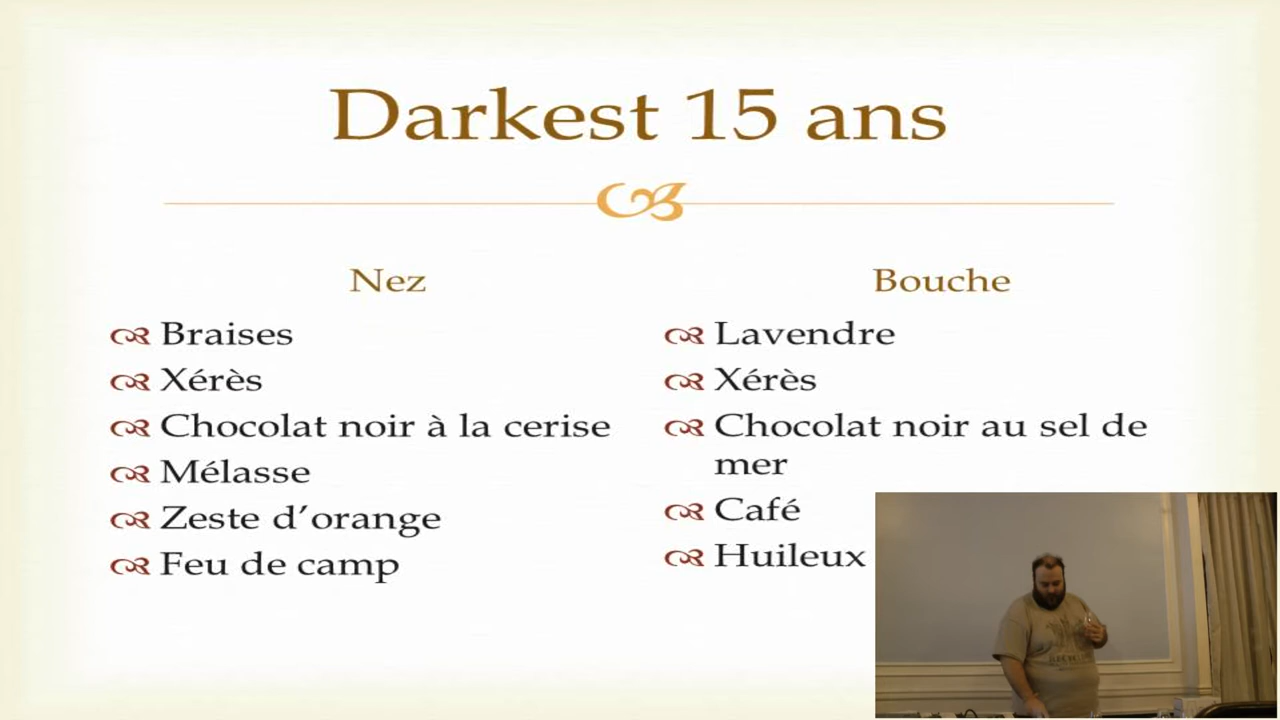 Darkest 15 ans
Nez
Braises
Xérès
Chocolat noir à la cerise
Mélasse
Zeste d’orange
Feu de camp
Bouche
Lavendre
Xérès
Chocolat noir au sel de
mer
Café
Huileux